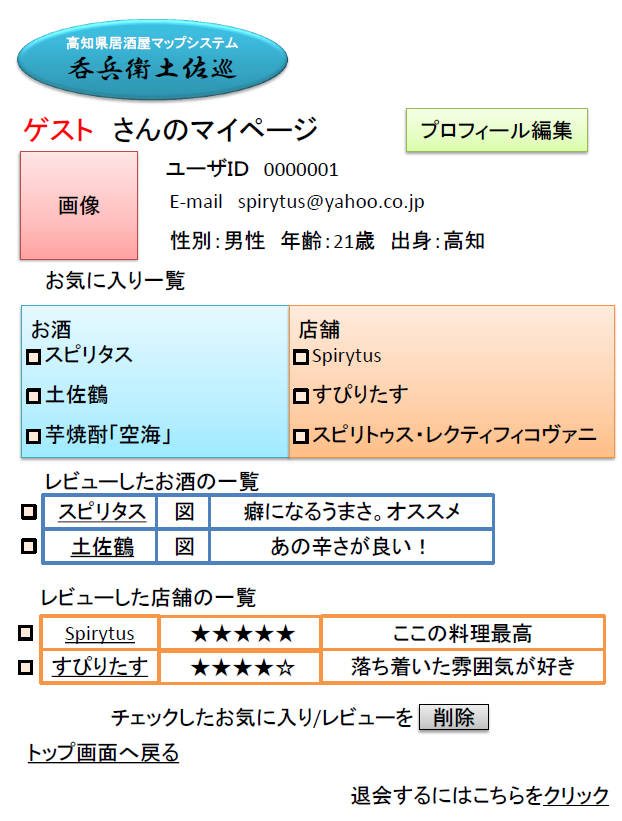 高知県居酒屋マップシステム
呑兵衛土佐巡
ゲスト さんのマイページ
プロフィール編集
画像
ユーザID 0000001
E-mail spirytus@yahoo.co.jp
性別：男性 年齢：21歳 出身：高知
お気に入り一覧
お酒
スピリタス
土佐鶴
芋焼酎「空海」
店舗
Spirytus
すぴりたす
スピリトゥス・レクティフィコヴァニ
レビューしたお酒の一覧
スピリタス 図 癖になるうまさ。オススメ
土佐鶴 図 あの辛さが良い！
レビューした店舗の一覧
Spirytus ★★★★★ ここの料理最高
すぴりたす ★★★★☆ 落ち着いた雰囲気が好き
チェックしたお気に入り/レビューを 削除
トップ画面へ戻る
退会するにはこちらをクリック